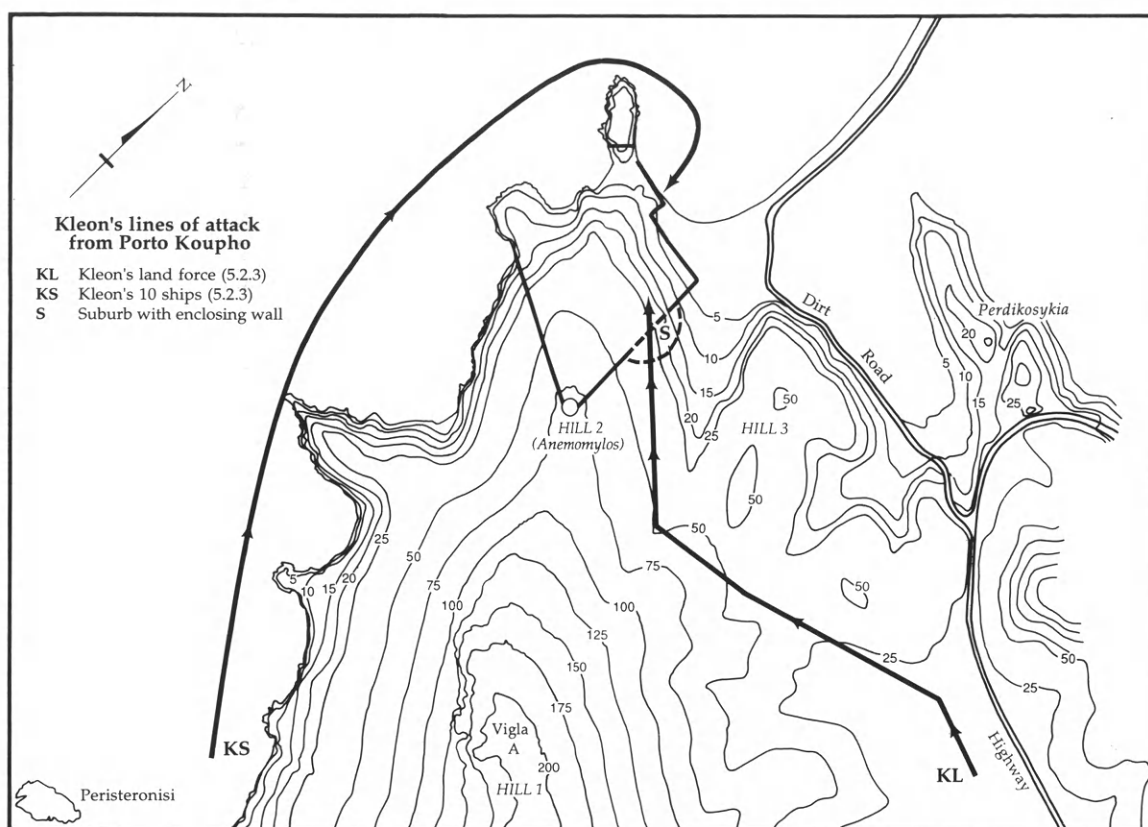 N
Kleon's lines of attack
from Porto Koupho
KL Kleon's land force (5.2.3)
KS Kleon's 10 ships (5.2.3)
S Suburb with enclosing wall
Dirt
Road
Perdikosykia
20
5
10
15
25
S
5
10
15
20
25
50
HILL 3
50
HILL 2
(Anemomylos)
50
75
50
25
50
75
100
100
125
150
175
5
10
15
20
25
50
25
50
25
Vigla
A
200
HILL 1
KS
KL
Highway
Peristeronisi